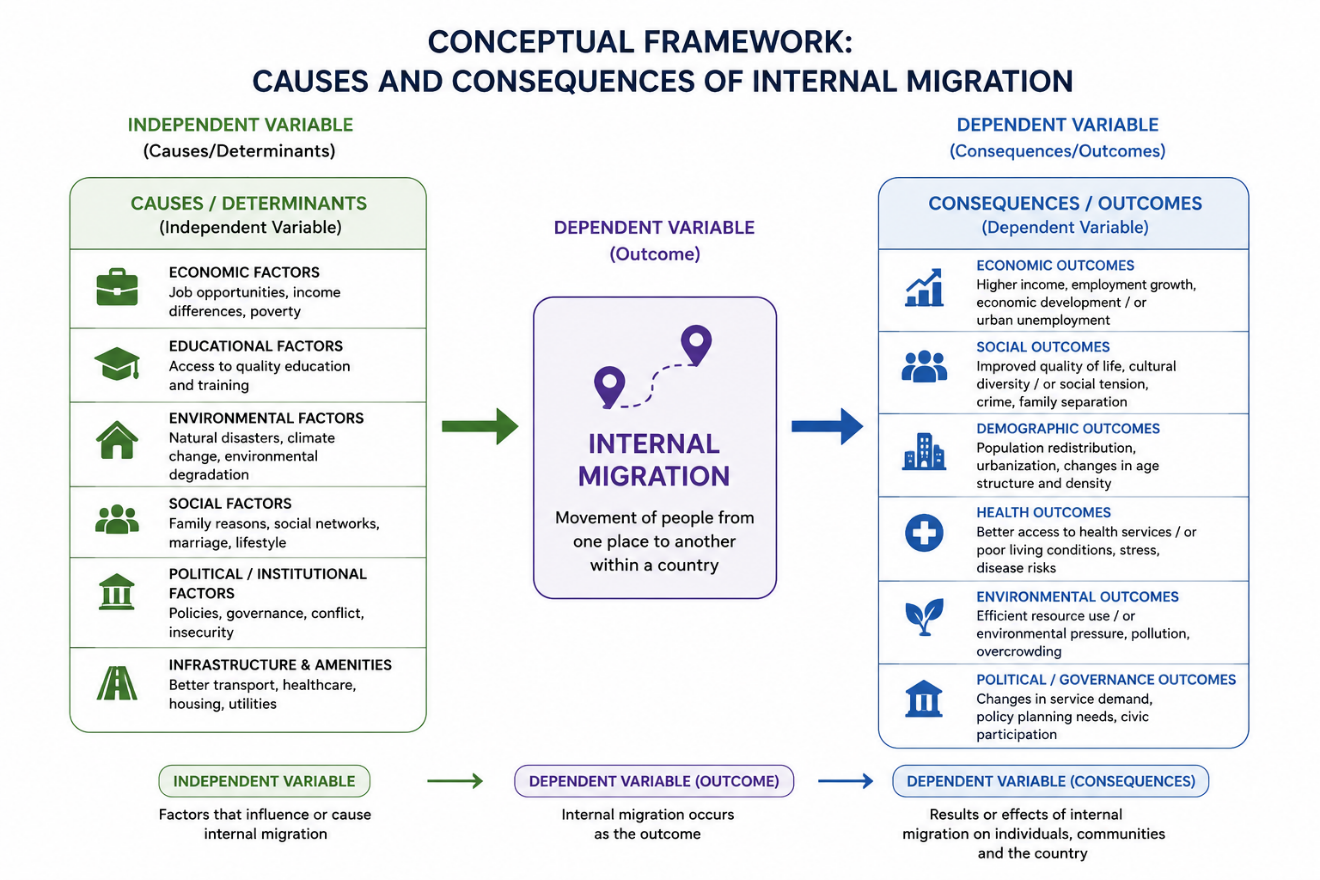 CONCEPTUAL FRAMEWORK:
CAUSES AND CONSEQUENCES OF INTERNAL MIGRATION
INDEPENDENT VARIABLE
(Causes/Determinants)
CAUSES / DETERMINANTS
(Independent Variable)
ECONOMIC FACTORS
Job opportunities, income
differences, poverty
EDUCATIONAL FACTORS
Access to quality education
and training
ENVIRONMENTAL FACTORS
Natural disasters, climate
change, environmental
degradation
SOCIAL FACTORS
Family reasons, social networks,
marriage, lifestyle
POLITICAL / INSTITUTIONAL
FACTORS
Policies, governance, conflict,
insecurity
INFRASTRUCTURE & AMENITIES
Better transport, healthcare,
housing, utilities
DEPENDENT VARIABLE
(Outcome)
INTERNAL
MIGRATION
Movement of people from
one place to another
within a country
DEPENDENT VARIABLE
(Consequences/Outcomes)
CONSEQUENCES / OUTCOMES
(Dependent Variable)
ECONOMIC OUTCOMES
Higher income, employment growth,
economic development / or
urban unemployment
SOCIAL OUTCOMES
Improved quality of life, cultural
diversity / or social tension,
crime, family separation
DEMOGRAPHIC OUTCOMES
Population redistribution,
urbanization, changes in age
structure and density
HEALTH OUTCOMES
Better access to health services / or
poor living conditions, stress,
disease risks
ENVIRONMENTAL OUTCOMES
Efficient resource use / or
environmental pressure, pollution,
overcrowding
POLITICAL / GOVERNANCE OUTCOMES
Changes in service demand,
policy planning needs, civic
participation
INDEPENDENT VARIABLE
Factors that influence or cause
internal migration
DEPENDENT VARIABLE (OUTCOME)
Internal migration occurs
as the outcome
DEPENDENT VARIABLE (CONSEQUENCES)
Results or effects of internal
migration on individuals, communities
and the country